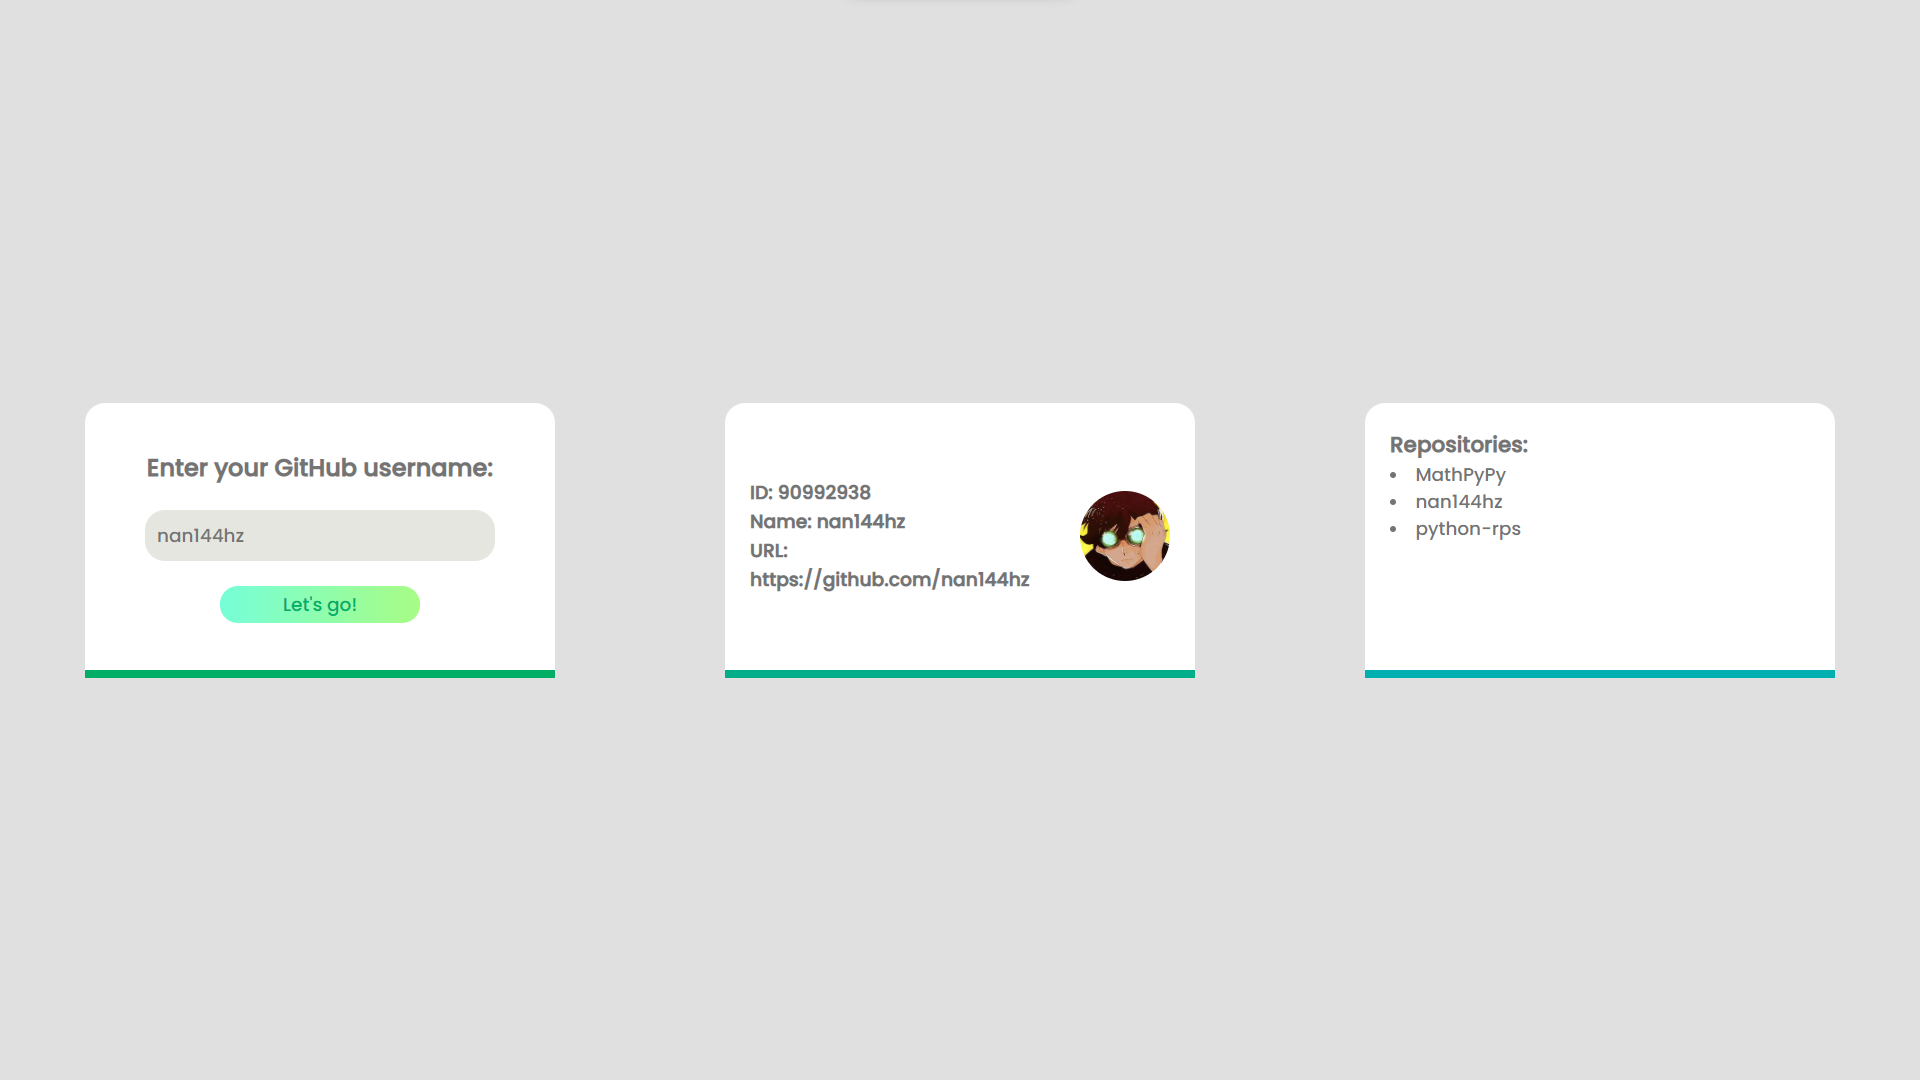 Enter your GitHub username:
nan144hz
Let's go!
ID: 90992938
Name: nan144hz
URL:
https://github.com/nan144hz
Repositories:
• MathPyPy
• nan144hz
• python-rps